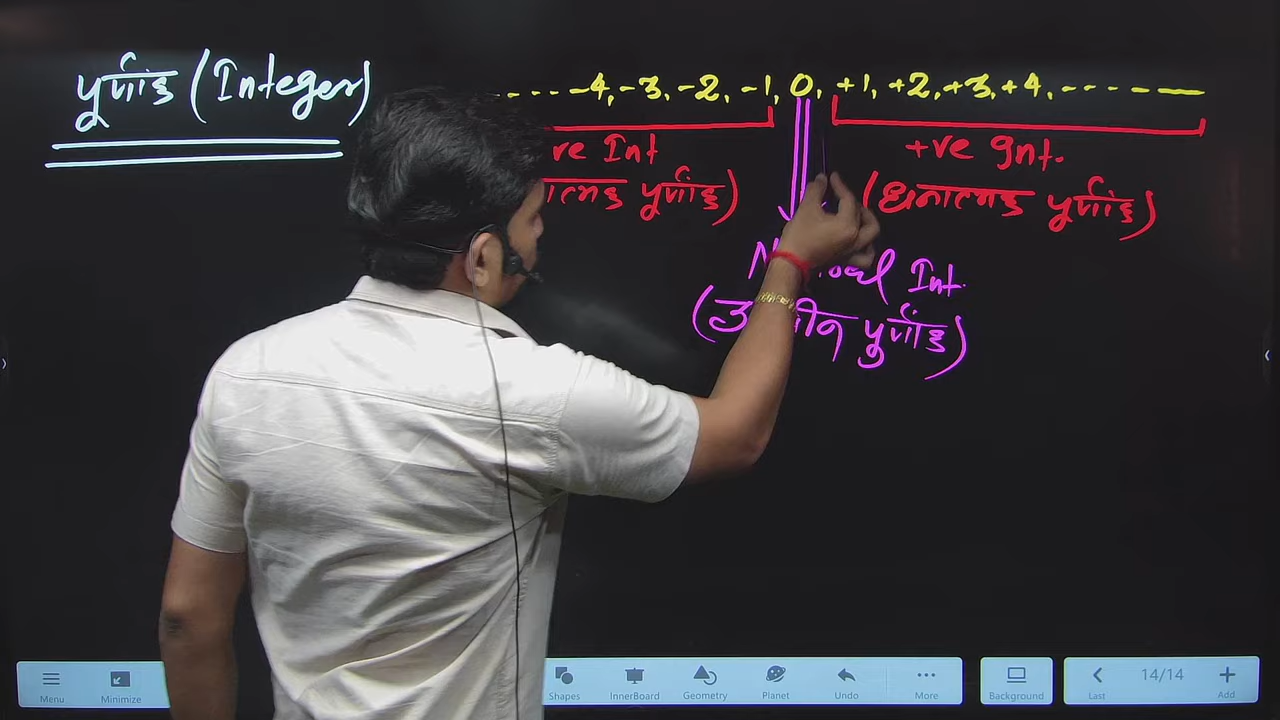 पूर्णांक (Integer)
---- -4, -3, -2, -1, 0, +1, +2, +3, +4, -----
ve Int
+ve Int.
पूर्णांक)
(धनात्मक पूर्णांक)
Int.
पूर्णांक)
Menu
Minimize
Shapes
InnerBoard
Geometry
Planet
Undo
More
Background
Last
14/14
Add